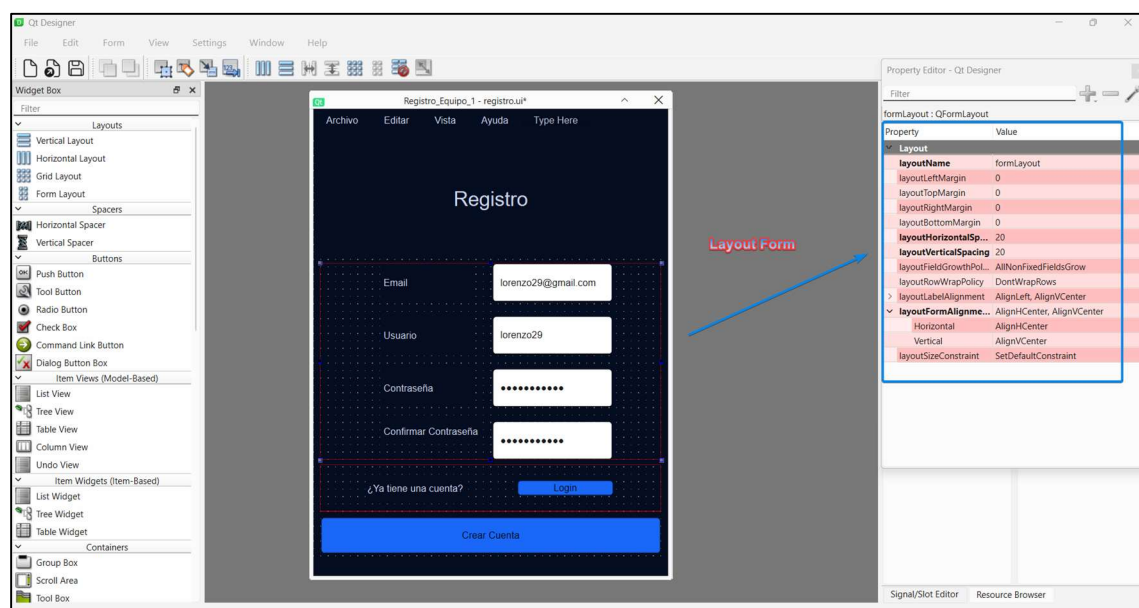 Qt Designer
File Edit Form View Settings Window Help
Widget Box
Filter
Layouts
Vertical Layout
Horizontal Layout
Grid Layout
Form Layout
Spacers
Horizontal Spacer
Vertical Spacer
Buttons
Push Button
Tool Button
Radio Button
Check Box
Command Link Button
Dialog Button Box
Item Views (Model-Based)
List View
Tree View
Table View
Column View
Undo View
Item Widgets (Item-Based)
List Widget
Tree Widget
Table Widget
Containers
Group Box
Scroll Area
Tool Box
Registro_Equipo_1 - registro.ui*
Archivo Editar Vista Ayuda Type Here
Registro
Email lorenzo29@gmail.com
Usuario lorenzo29
Contraseña
Confirmar Contraseña
¿Ya tiene una cuenta? Login
Crear Cuenta
Layout Form
Property Editor - Qt Designer
Filter
formLayout : QFormLayout
Property Value
Layout
layoutName formLayout
layoutLeftMargin 0
layoutTopMargin 0
layoutRightMargin 0
layoutBottomMargin 0
layoutHorizontalSp... 20
layoutVerticalSpacing 20
layoutFieldGrowthPol... AllNonFixedFieldsGrow
layoutRowWrapPolicy DontWrapRows
layoutLabelAlignment AlignLeft, AlignVCenter
layoutFormAlignme... AlignHCenter, AlignVCenter
Horizontal AlignHCenter
Vertical AlignVCenter
layoutSizeConstraint SetDefaultConstraint
Signal/Slot Editor Resource Browser